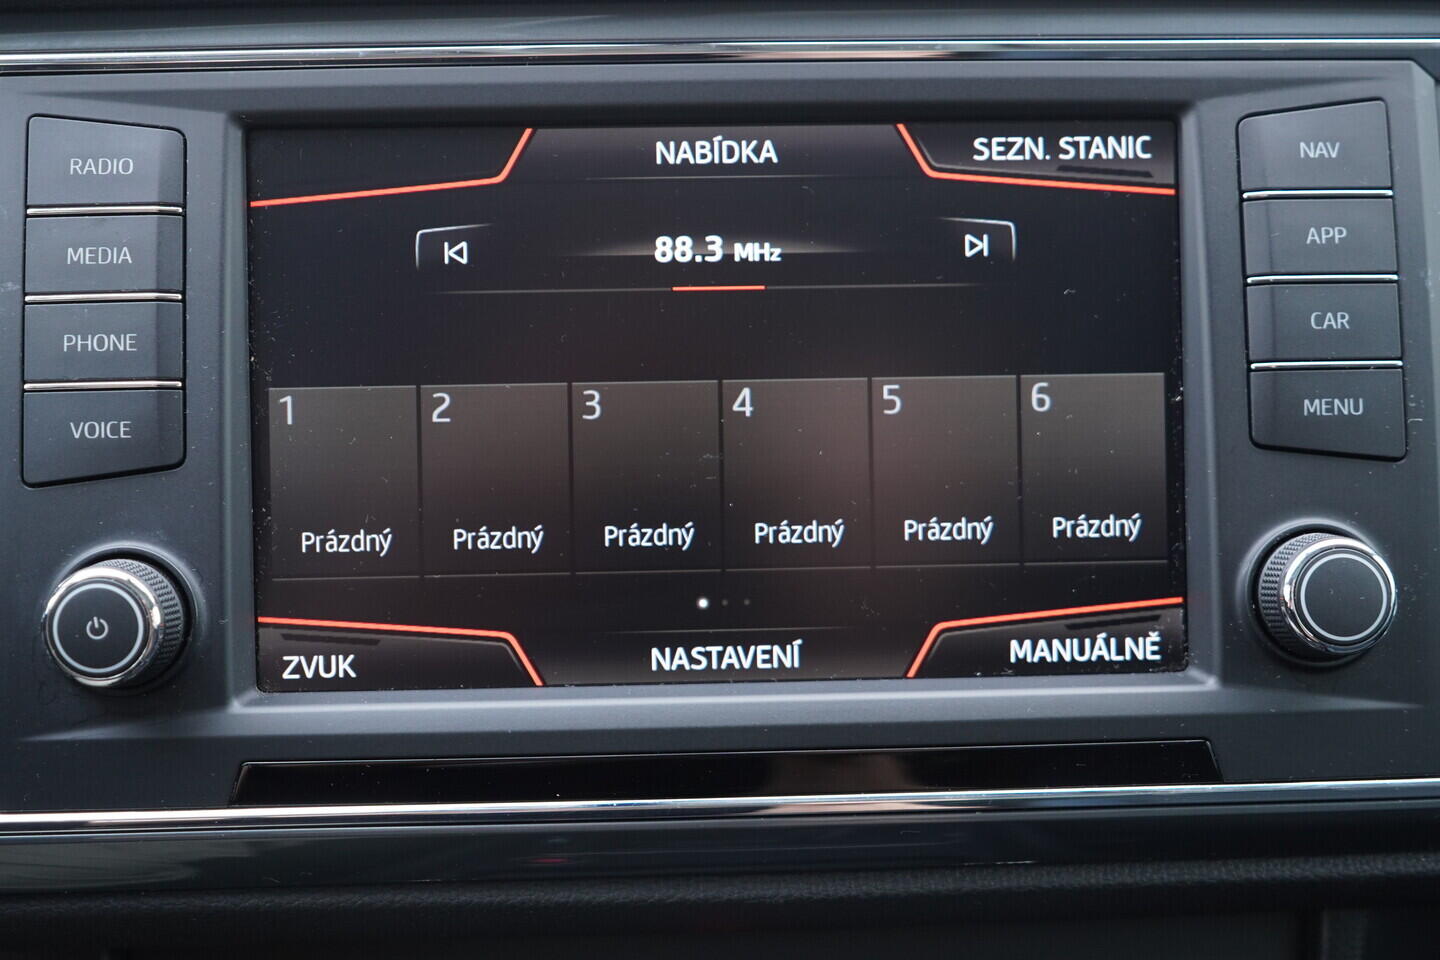 RADIO
MEDIA
PHONE
VOICE
NABÍDKA
SEZN. STANIC
88.3 MHz
1 2 3 4 5 6
Prázdný Prázdný Prázdný Prázdný Prázdný Prázdný
ZVUK
NASTAVENÍ
MANUÁLNĚ
NAV
APP
CAR
MENU